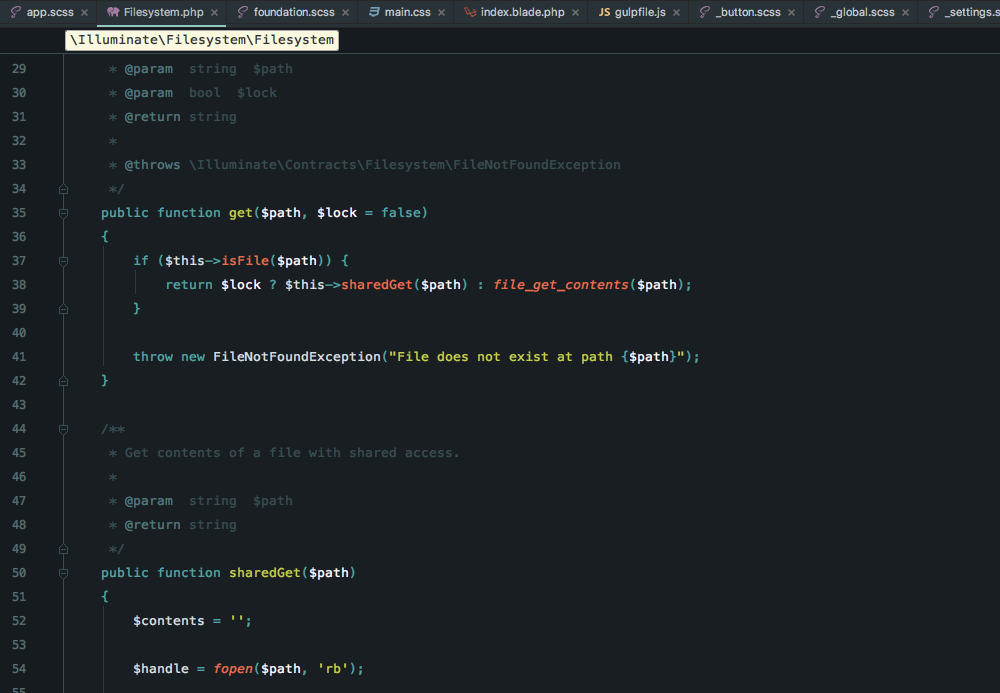 app.scss × Filesystem.php × foundation.scss × main.css × index.blade.php × JS gulpfile.js × _button.scss × _global.scss × _settings.s
\Illuminate\Filesystem\Filesystem
29 * @param  string  $path
30 * @param  bool  $lock
31 * @return string
32 *
33 * @throws \Illuminate\Contracts\Filesystem\FileNotFoundException
34 */
35 public function get($path, $lock = false)
36 {
37 if ($this->isFile($path)) {
38 return $lock ? $this->sharedGet($path) : file_get_contents($path);
39 }
40
41 throw new FileNotFoundException("File does not exist at path {$path}");
42 }
43
44 /**
45 * Get contents of a file with shared access.
46 *
47 * @param  string  $path
48 * @return string
49 */
50 public function sharedGet($path)
51 {
52 $contents = '';
53
54 $handle = fopen($path, 'rb');
55